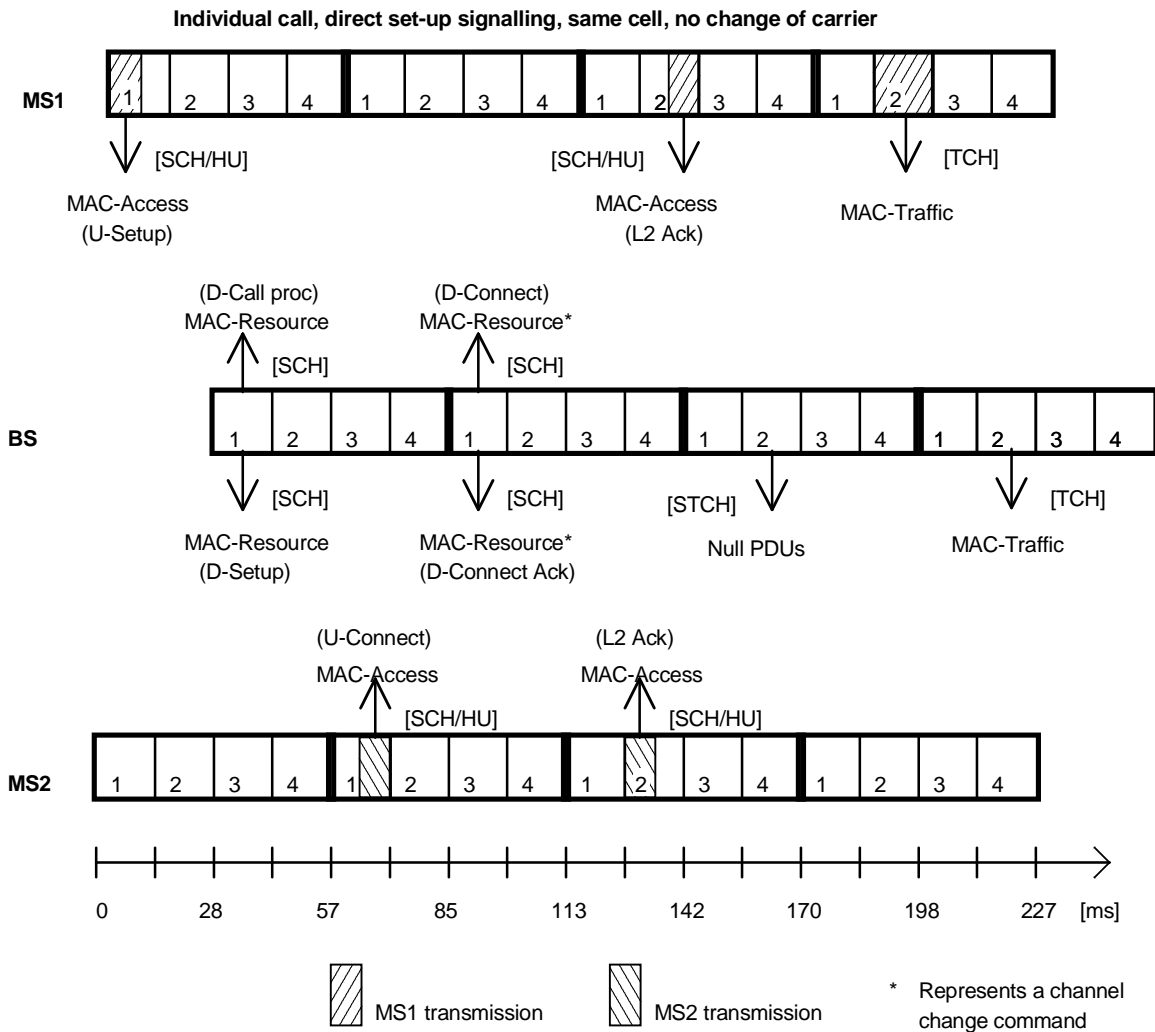 Individual call, direct set-up signalling, same cell, no change of carrier
MS1
1 2 3 4 1 2 3 4 1 2 3 4 1 2 3 4
[SCH/HU] [SCH/HU] [TCH]
MAC-Access MAC-Access MAC-Traffic
(U-Setup) (L2 Ack)
(D-Call proc) (D-Connect)
MAC-Resource MAC-Resource*
[SCH] [SCH]
BS
1 2 3 4 1 2 3 4 1 2 3 4 1 2 3 4
[SCH] [SCH] [STCH] [TCH]
MAC-Resource MAC-Resource* Null PDUs MAC-Traffic
(D-Setup) (D-Connect Ack)
(U-Connect) (L2 Ack)
MAC-Access MAC-Access
[SCH/HU] [SCH/HU]
MS2
1 2 3 4 1 2 3 4 1 2 3 4 1 2 3 4
0 28 57 85 113 142 170 198 227 [ms]
MS1 transmission MS2 transmission * Represents a channel
change command